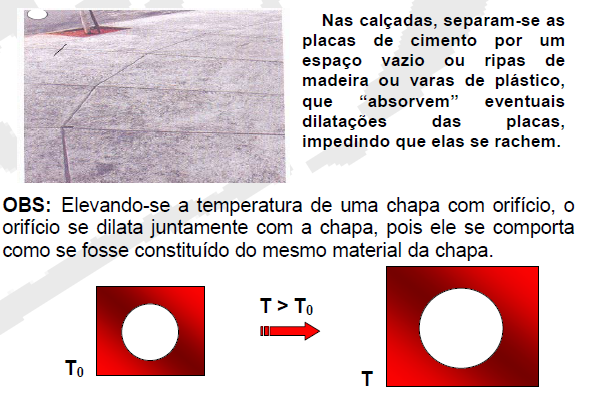 Nas calçadas, separam-se as
placas de cimento por um
espaço vazio ou ripas de
madeira ou varas de plástico,
que “absorvem” eventuais
dilatações das placas,
impedindo que elas se rachem.
OBS: Elevando-se a temperatura de uma chapa com orifício, o
orifício se dilata juntamente com a chapa, pois ele se comporta
como se fosse constituído do mesmo material da chapa.
T > T₀
T₀
T